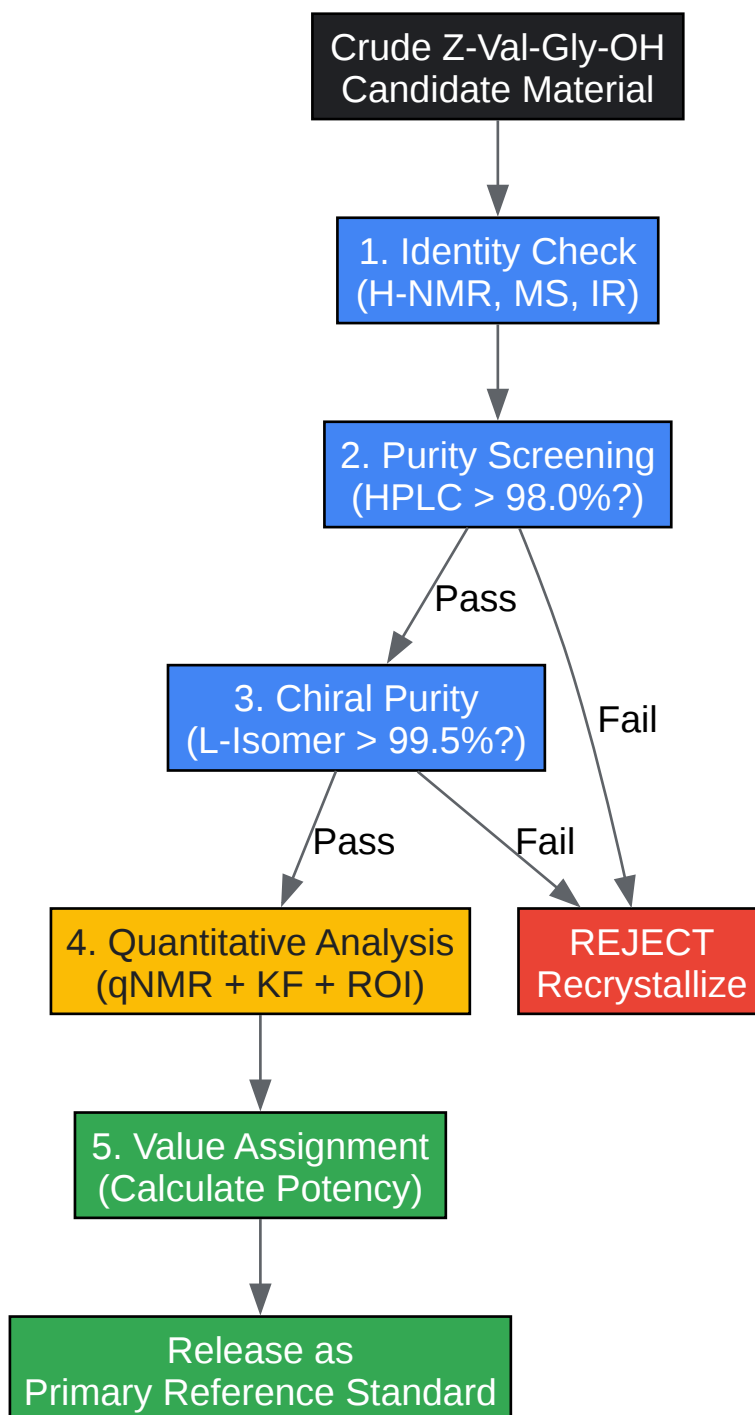 Crude Z-Val-Gly-OH
Candidate Material
1. Identity Check
(H-NMR, MS, IR)
2. Purity Screening
(HPLC > 98.0%?)
Pass
3. Chiral Purity
(L-Isomer > 99.5%?)
Fail
Pass
Fail
4. Quantitative Analysis
(qNMR + KF + ROI)
REJECT
Recrystallize
5. Value Assignment
(Calculate Potency)
Release as
Primary Reference Standard